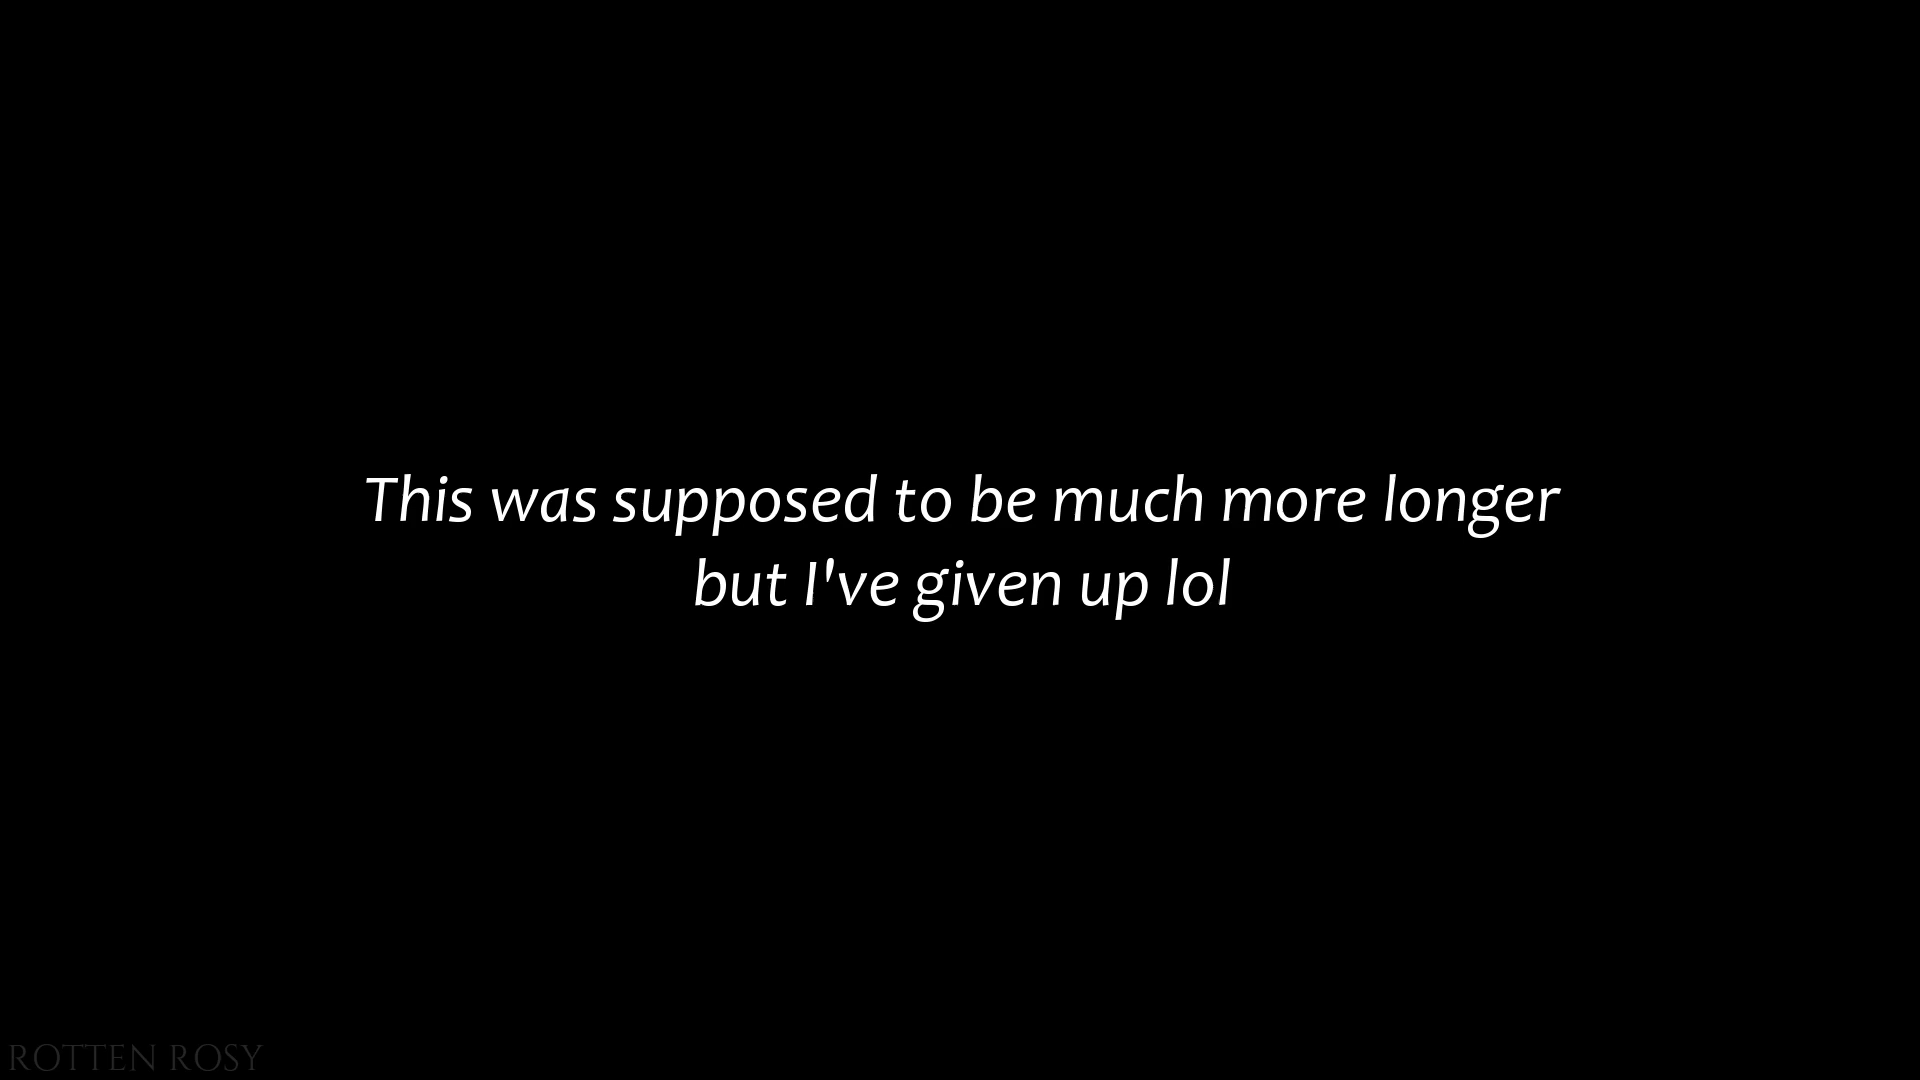 This was supposed to be much more longer
but I've given up lol
ROTTEN ROSY